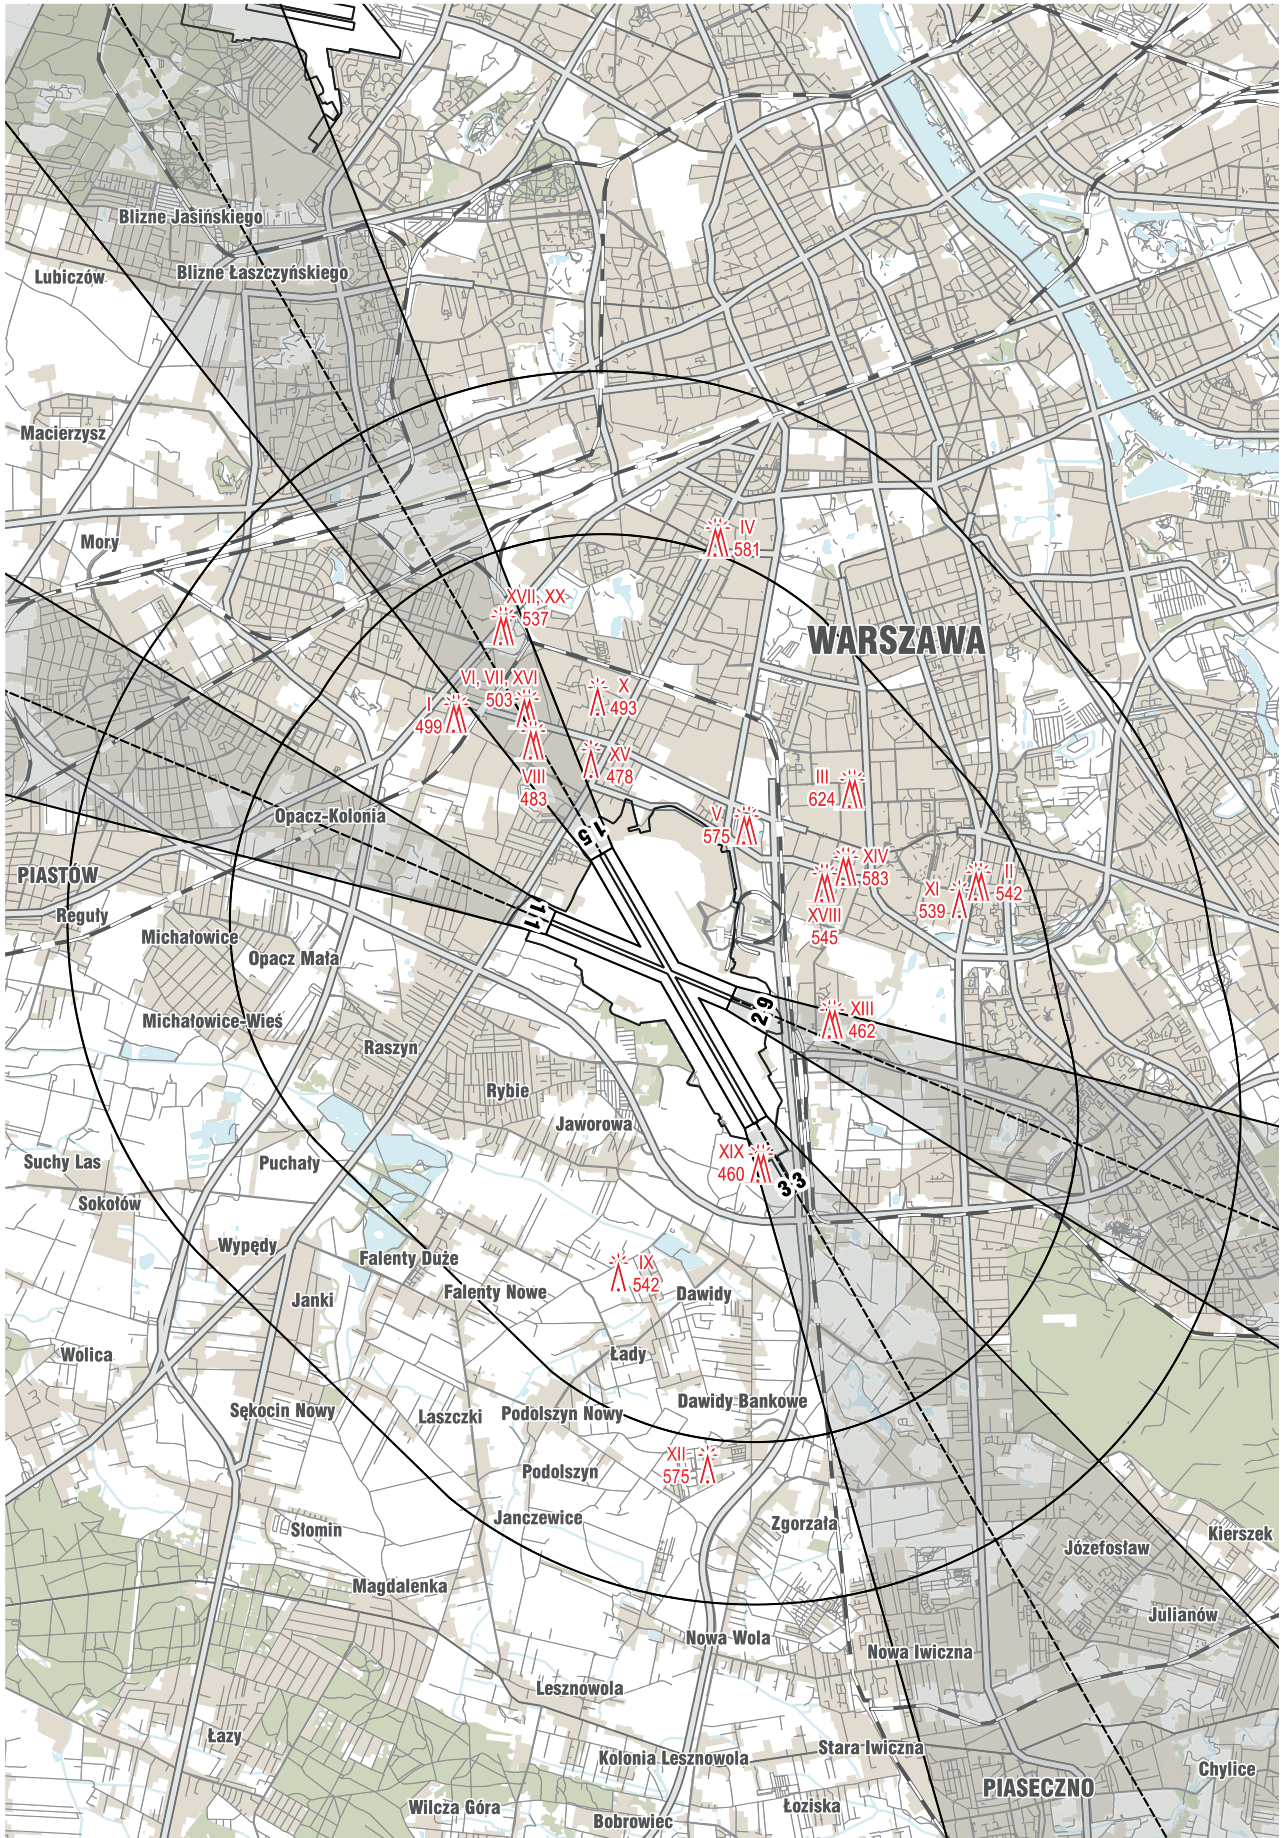 Blizne Jasińskiego
Lubiczów
Blizne Łaszczyńskiego
Macierzysz
Mory
IV
581
XVII, XX
537
WARSZAWA
VI, VII, XVI
503
X
493
I
499
XV
478
VIII
483
III
624
Opacz-Kolonia
V
575
15
XIV
583
PIASTÓW
II
542
XI
539
Reguły
11
XVIII
545
Michałowice
Opacz Mała
29
XIII
462
Michałowice-Wieś
Raszyn
Rybie
Jaworowa
XIX
460
Suchy Las
Puchały
33
Sokołów
Wypędy
Falenty Duże
IX
542
Falenty Nowe
Dawidy
Janki
Wolica
Łady
Dawidy Bankowe
Sękocin Nowy
Laszczki
Podolszyn Nowy
XII
575
Podolszyn
Janczewice
Zgorzała
Słomin
Kierszek
Józefosław
Magdalenka
Julianów
Nowa Wola
Nowa Iwiczna
Lesznowola
Łazy
Stara Iwiczna
Kolonia Lesznowola
Chylice
PIASECZNO
Wilcza Góra
Łoziska
Bobrowiec